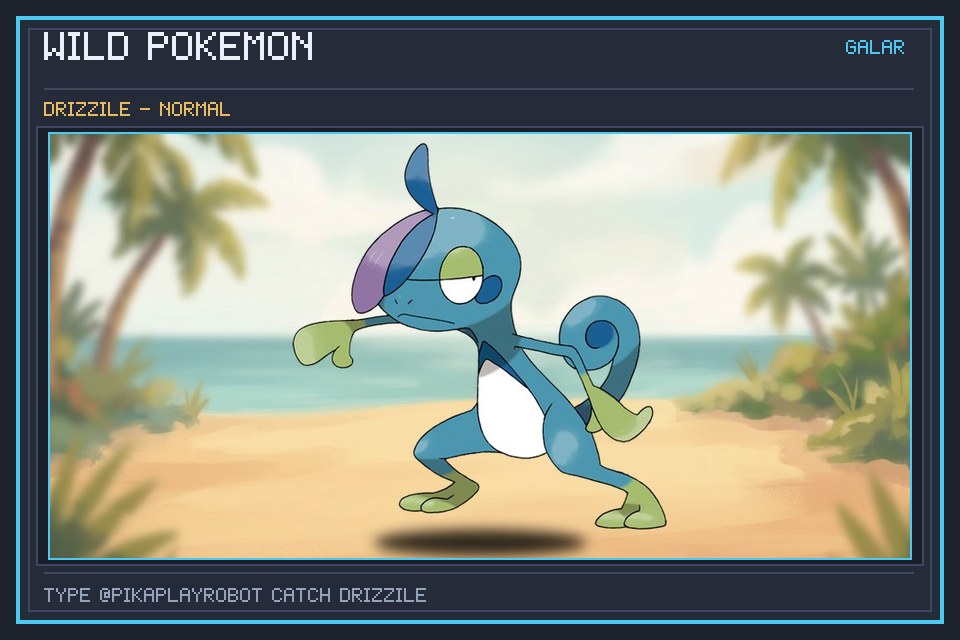 WILD POKEMON
GALAR
DRIZZILE - NORMAL
TYPE @PIKAPLAYROBOT CATCH DRIZZILE